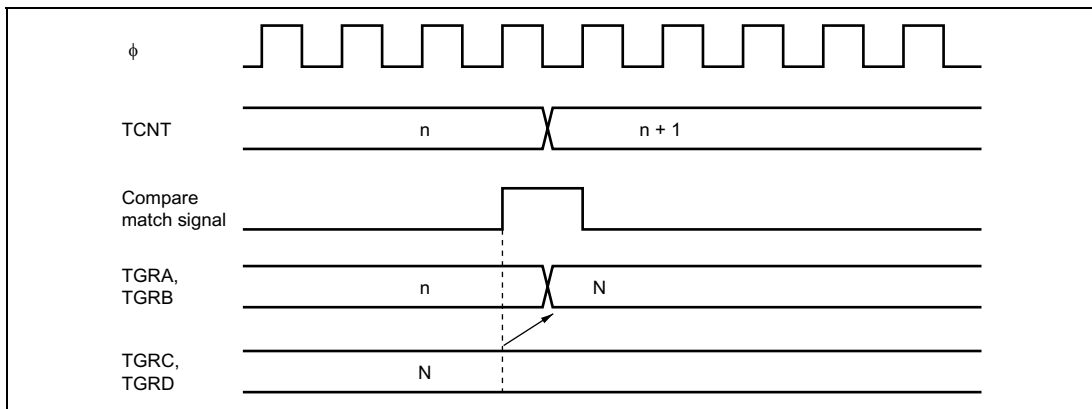 ϕ
TCNT n n + 1
Compare
match signal
TGRA,
TGRB n N
TGRC,
TGRD N